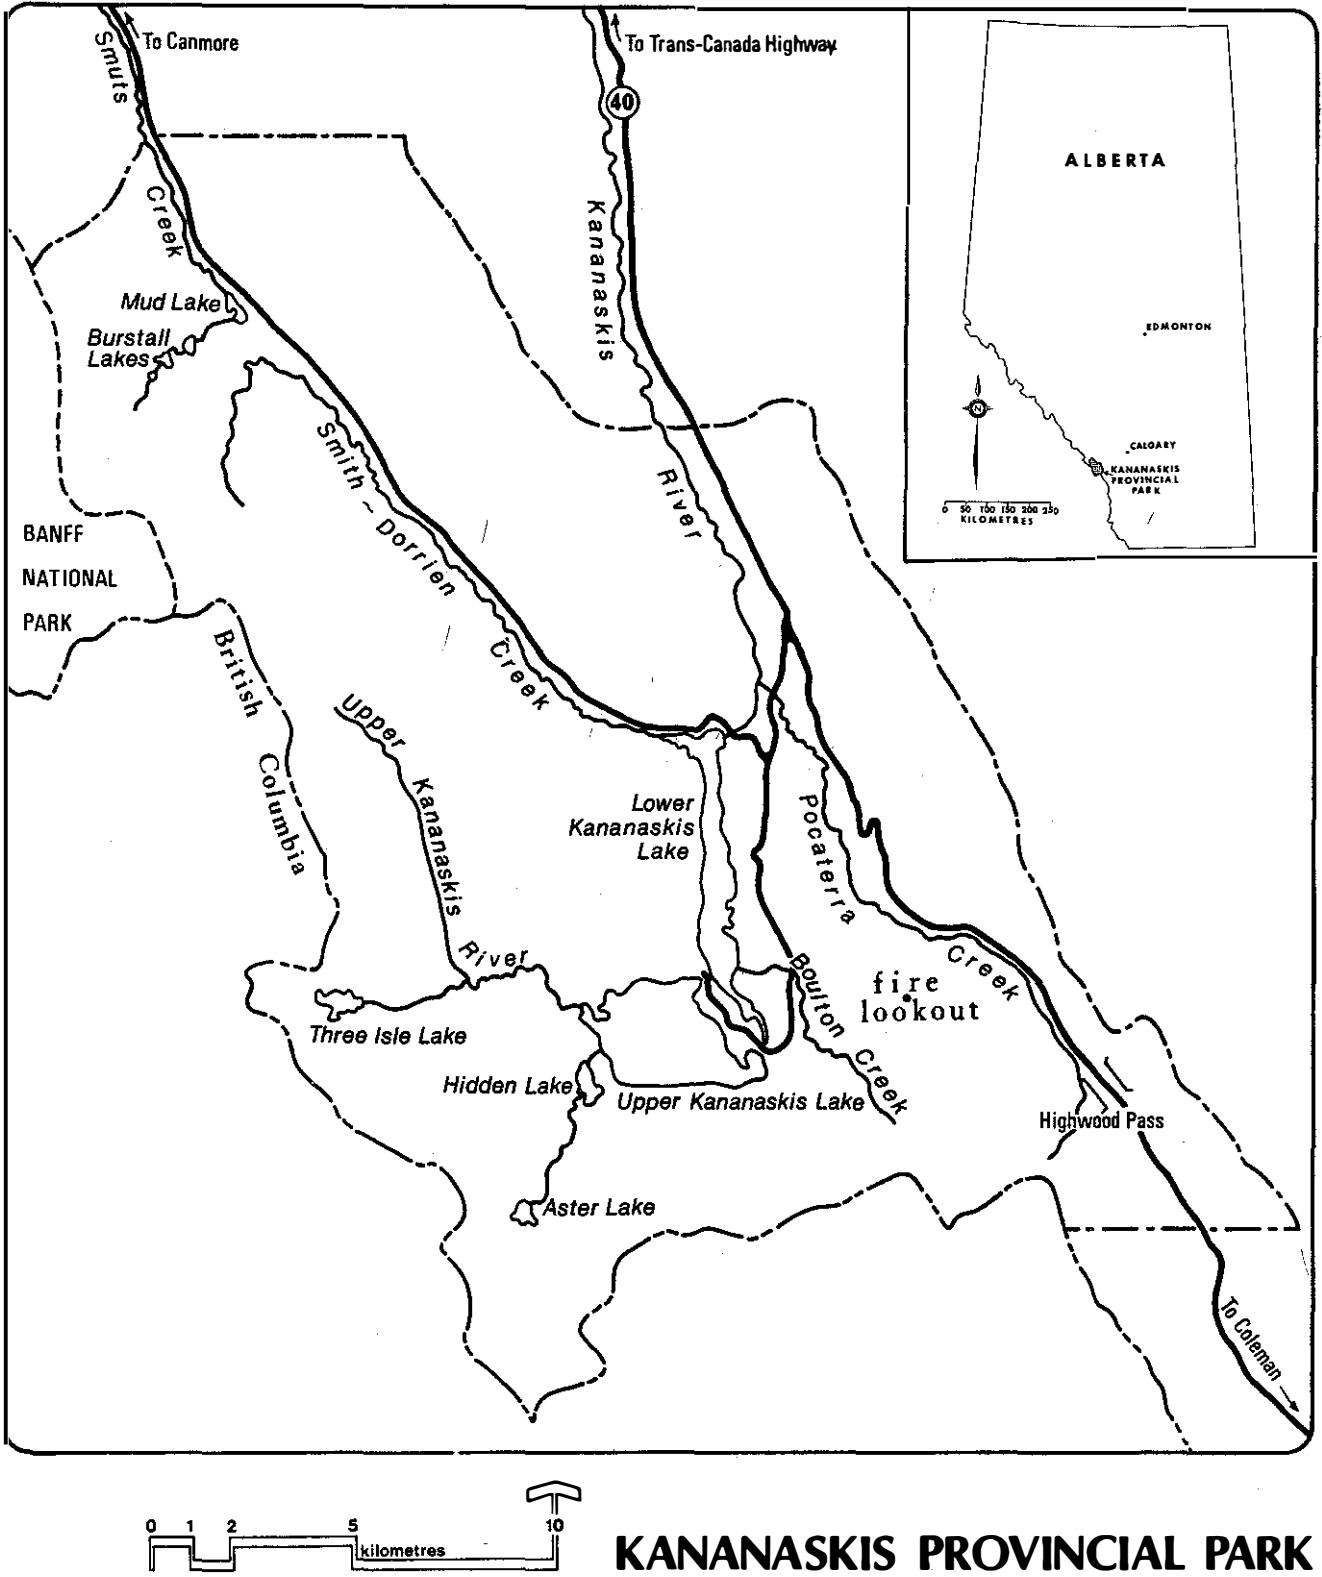 To Canmore
To Trans-Canada Highway
Smuts
Creek
40
ALBERTA
EDMONTON
N
CALGARY
KANANASKIS
PROVINCIAL
PARK
0 50 100 150 200 250
KILOMETRES
Kananaskis
River
Mud Lake
Burstall
Lakes
Smith - Dorrien
Creek
BANFF
NATIONAL
PARK
British
Columbia
Upper
Kananaskis
River
Lower
Kananaskis
Lake
Pocaterra
Creek
Boulton
Creek
fire
lookout
Three Isle Lake
Hidden Lake
Upper Kananaskis Lake
Highwood Pass
Aster Lake
To Coleman
0 1 2 5 10
kilometres
KANANASKIS PROVINCIAL PARK